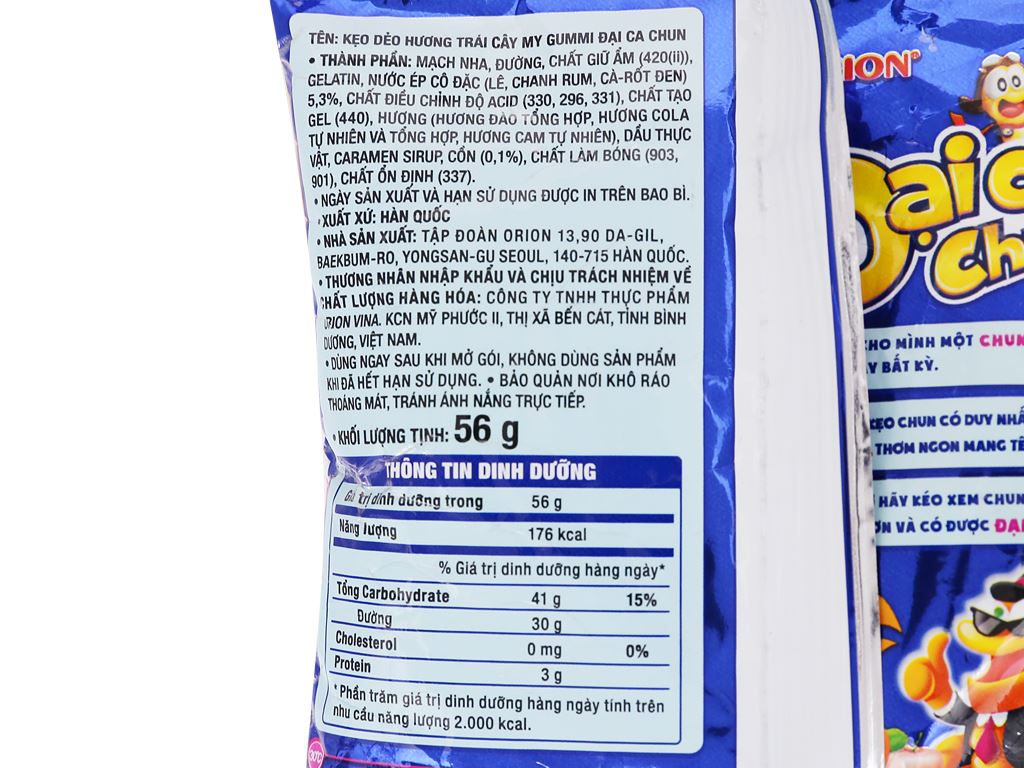 TÊN: KẸO DẺO HƯƠNG TRÁI CÂY MY GUMMI ĐẠI CA CHUN
• THÀNH PHẦN: MẠCH NHA, ĐƯỜNG, CHẤT GIỮ ẨM (420(ii)),
GELATIN, NƯỚC ÉP CÔ ĐẶC (LÊ, CHANH RUM, CÀ-RỐT ĐEN)
5,3%, CHẤT ĐIỀU CHỈNH ĐỘ ACID (330, 296, 331), CHẤT TẠO
GEL (440), HƯƠNG (HƯƠNG ĐÀO TỔNG HỢP, HƯƠNG COLA
TỰ NHIÊN VÀ TỔNG HỢP, HƯƠNG CAM TỰ NHIÊN), DẦU THỰC
VẬT, CARAMEN SIRUP, CỒN (0,1%), CHẤT LÀM BÓNG (903,
901), CHẤT ỔN ĐỊNH (337).
• NGÀY SẢN XUẤT VÀ HẠN SỬ DỤNG ĐƯỢC IN TRÊN BAO BÌ.
• XUẤT XỨ: HÀN QUỐC
• NHÀ SẢN XUẤT: TẬP ĐOÀN ORION 13,90 DA-GIL,
BAEKBUM-RO, YONGSAN-GU SEOUL, 140-715 HÀN QUỐC.
• THƯƠNG NHÂN NHẬP KHẨU VÀ CHỊU TRÁCH NHIỆM VỀ
CHẤT LƯỢNG HÀNG HÓA: CÔNG TY TNHH THỰC PHẨM
ORION VINA. KCN MỸ PHƯỚC II, THỊ XÃ BẾN CÁT, TỈNH BÌNH
DƯƠNG, VIỆT NAM.
• DÙNG NGAY SAU KHI MỞ GÓI, KHÔNG DÙNG SẢN PHẨM
KHI ĐÃ HẾT HẠN SỬ DỤNG. • BẢO QUẢN NƠI KHÔ RÁO
THOÁNG MÁT, TRÁNH ÁNH NẮNG TRỰC TIẾP.
• KHỐI LƯỢNG TỊNH: 56 g
THÔNG TIN DINH DƯỠNG
Giá trị dinh dưỡng trong 56 g
Năng lượng 176 kcal
% Giá trị dinh dưỡng hàng ngày*
Tổng Carbohydrate 41 g 15%
Đường 30 g
Cholesterol 0 mg 0%
Protein 3 g
* Phần trăm giá trị dinh dưỡng hàng ngày tính trên
nhu cầu năng lượng 2.000 kcal.
30°C
ION®
Đại c
ch
HO MÌNH MỘT CHUN
Y BẤT KỲ.
KẸO CHUN CÓ DUY NHẤ
THƠM NGON MANG TÊ
HÃY KÉO XEM CHUN
ƠN VÀ CÓ ĐƯỢC ĐẠI